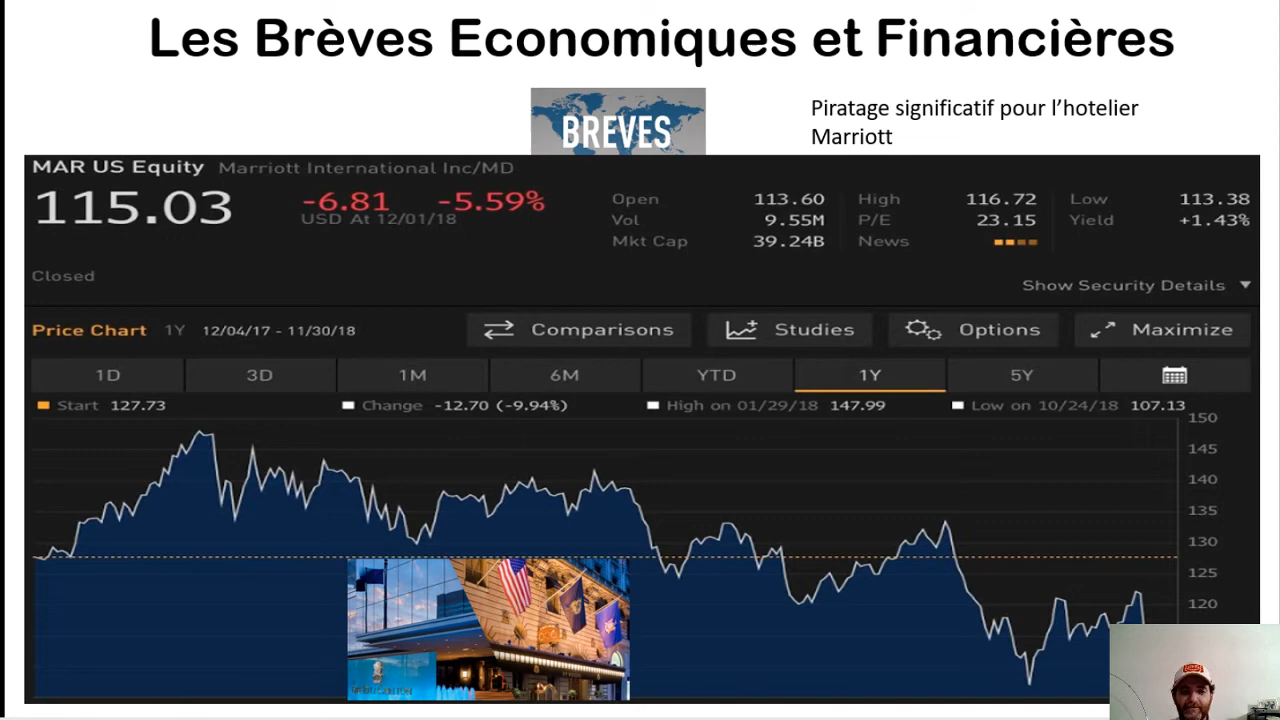 Les Brèves Economiques et Financières
BREVES
Piratage significatif pour l’hotelier
Marriott
MAR US Equity Marriott International Inc/MD
115.03 -6.81 -5.59%
USD At 12/01/18
Open 113.60 High 116.72 Low 113.38
Vol 9.55M P/E 23.15 Yield +1.43%
Mkt Cap 39.24B News
Closed
Show Security Details
Price Chart 1Y 12/04/17 - 11/30/18 Comparisons Studies Options Maximize
1D 3D 1M 6M YTD 1Y 5Y
Start 127.73 Change -12.70 (-9.94%) High on 01/29/18 147.99 Low on 10/24/18 107.13
150
145
140
135
130
125
120